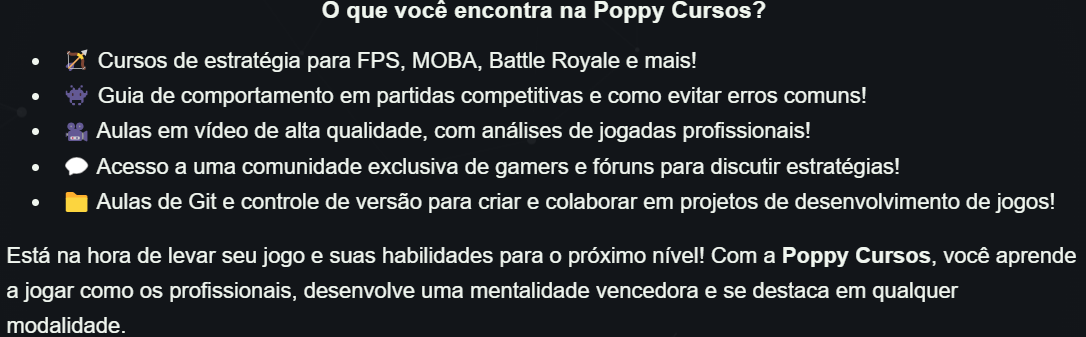 O que você encontra na Poppy Cursos?
• 🏹 Cursos de estratégia para FPS, MOBA, Battle Royale e mais!
• 👾 Guia de comportamento em partidas competitivas e como evitar erros comuns!
• 🎥 Aulas em vídeo de alta qualidade, com análises de jogadas profissionais!
• 💬 Acesso a uma comunidade exclusiva de gamers e fóruns para discutir estratégias!
• 📁 Aulas de Git e controle de versão para criar e colaborar em projetos de desenvolvimento de jogos!
Está na hora de levar seu jogo e suas habilidades para o próximo nível! Com a Poppy Cursos, você aprende
a jogar como os profissionais, desenvolve uma mentalidade vencedora e se destaca em qualquer
modalidade.